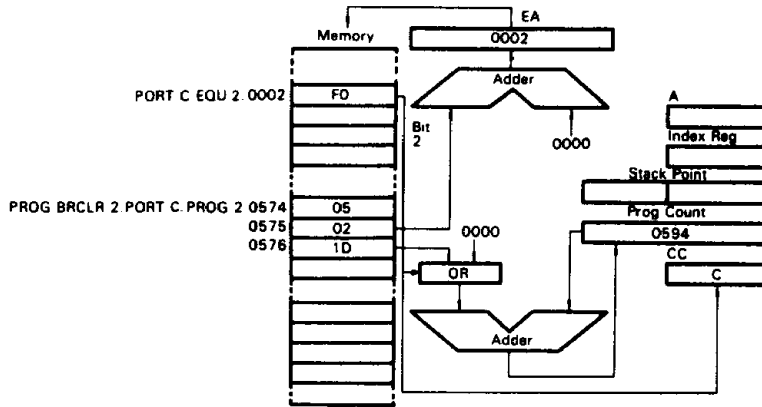 EA
Memory
0002
Adder
PORT C EQU 2. 0002
F0
A
Bit
2
0000
Index Reg
Stack Point
PROG BRCLR 2. PORT C. PROG 2 0574
05
Prog Count
0575
02
0000
0594
0576
1D
CC
OR
C
Adder